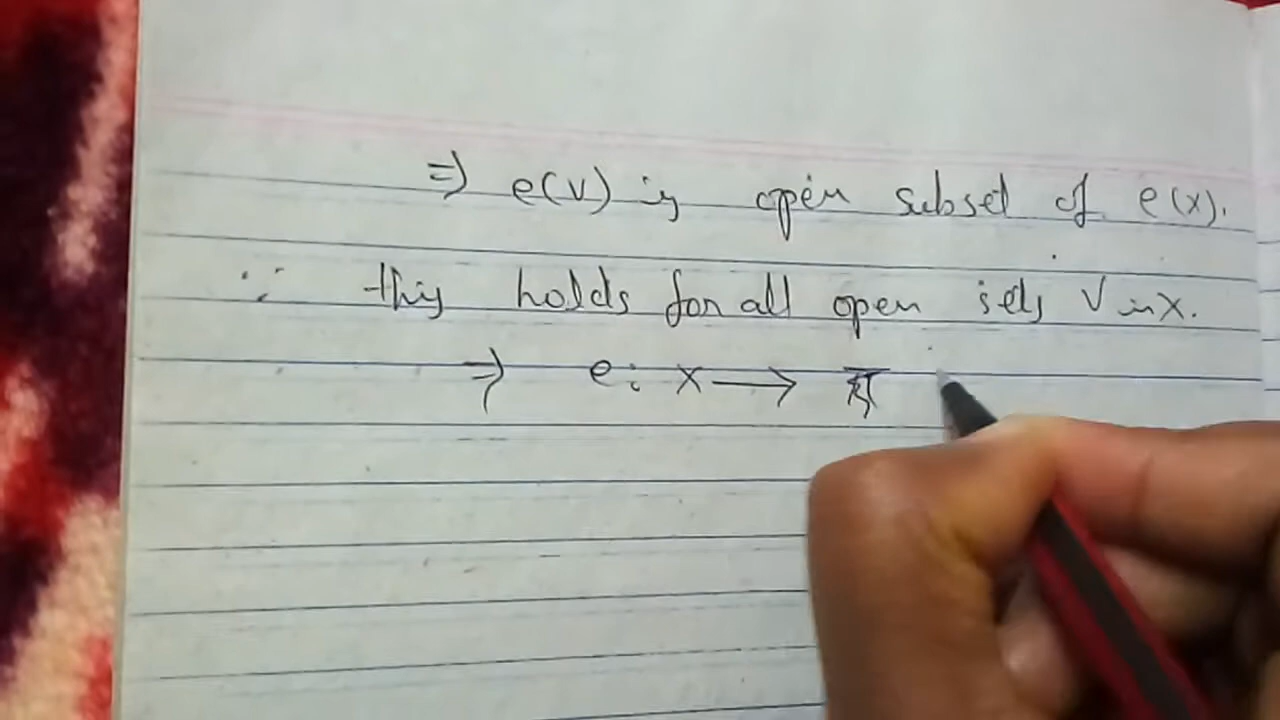 ⇒ e(V) is open subset of e(X).
∵ this holds for all open sets V in X.
⇒ e: X ⟶